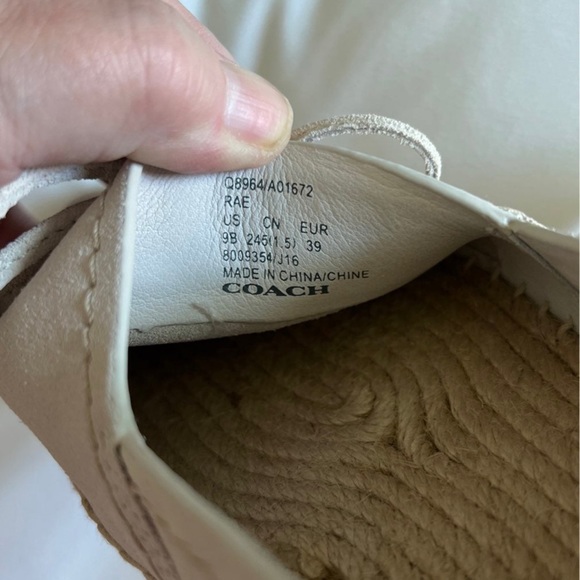 Q8964/A01672
RAE
US CN EUR
9B 245(1.5) 39
8009354/J16
MADE IN CHINA/CHINE
COACH